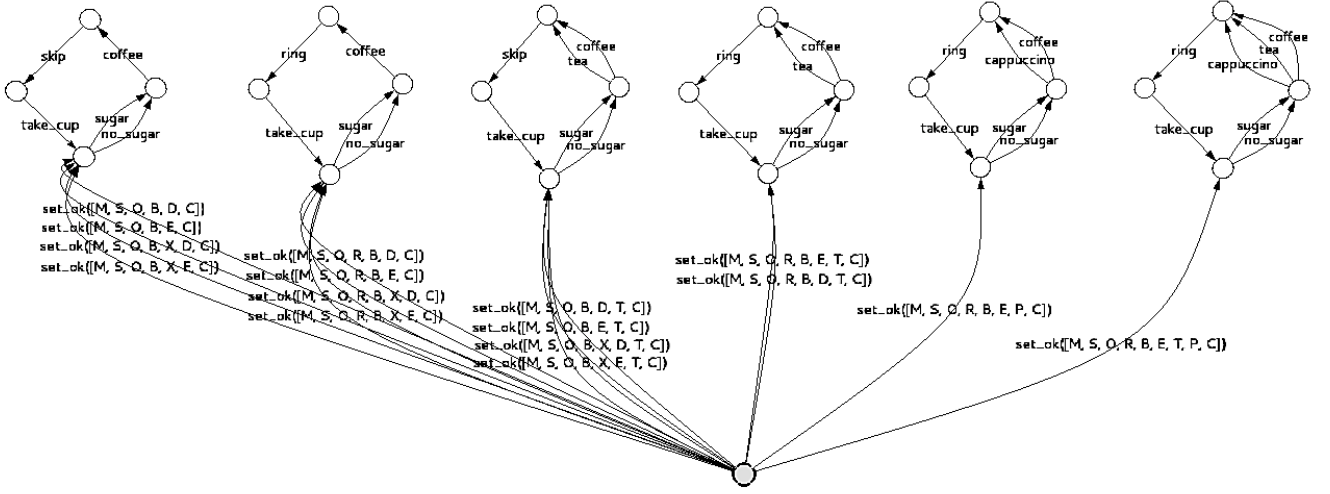 skip
coffee
take_cup
sugar
no_sugar
ring
coffee
take_cup
sugar
no_sugar
skip
coffee
tea
take_cup
sugar
no_sugar
ring
coffee
tea
take_cup
sugar
no_sugar
ring
coffee
cappuccino
take_cup
sugar
no_sugar
ring
coffee
tea
cappuccino
take_cup
sugar
no_sugar
set_ok([M, S, O, B, D, C])
set_ok([M, S, O, B, E, C])
set_ok([M, S, O, B, X, D, C])
set_ok([M, S, O, B, X, E, C])
set_ok([M, S, O, R, B, D, C])
set_ok([M, S, O, R, B, E, C])
set_ok([M, S, O, R, B, X, D, C])
set_ok([M, S, O, R, B, X, E, C])
set_ok([M, S, O, B, D, T, C])
set_ok([M, S, O, B, E, T, C])
set_ok([M, S, O, B, X, D, T, C])
set_ok([M, S, O, B, X, E, T, C])
set_ok([M, S, O, R, B, E, T, C])
set_ok([M, S, O, R, B, D, T, C])
set_ok([M, S, O, R, B, E, P, C])
set_ok([M, S, O, R, B, E, T, P, C])